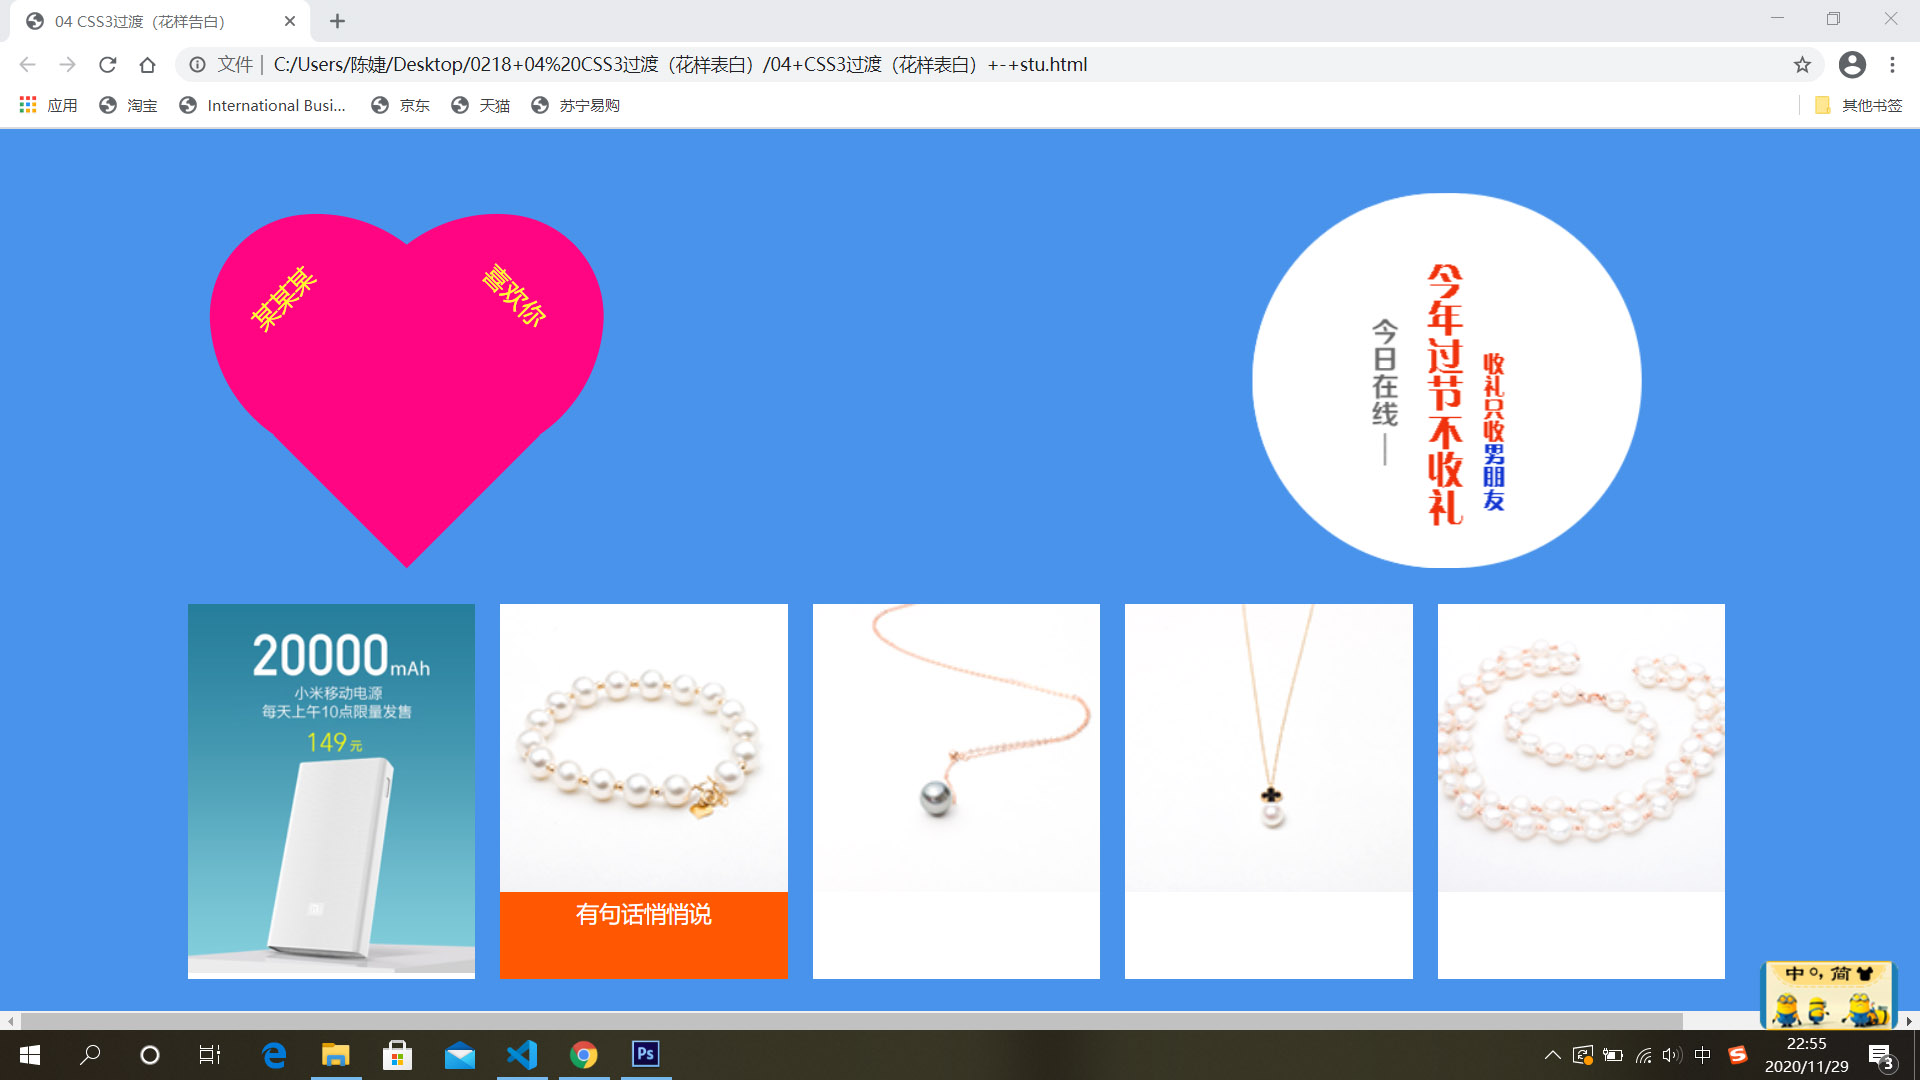 04 CSS3过渡（花样告白）
文件
C:/Users/陈婕/Desktop/0218+04%20CSS3过渡（花样表白）/04+CSS3过渡（花样表白）+-+stu.html
应用
淘宝
International Busi...
京东
天猫
苏宁易购
其他书签
某某某
喜欢你
今日在线—
今年过节不收礼
收礼只收男朋友
20000mAh
小米移动电源
每天上午10点限量发售
149元
有句话悄悄说
中 简
Ps
中
22:55
2020/11/29
3